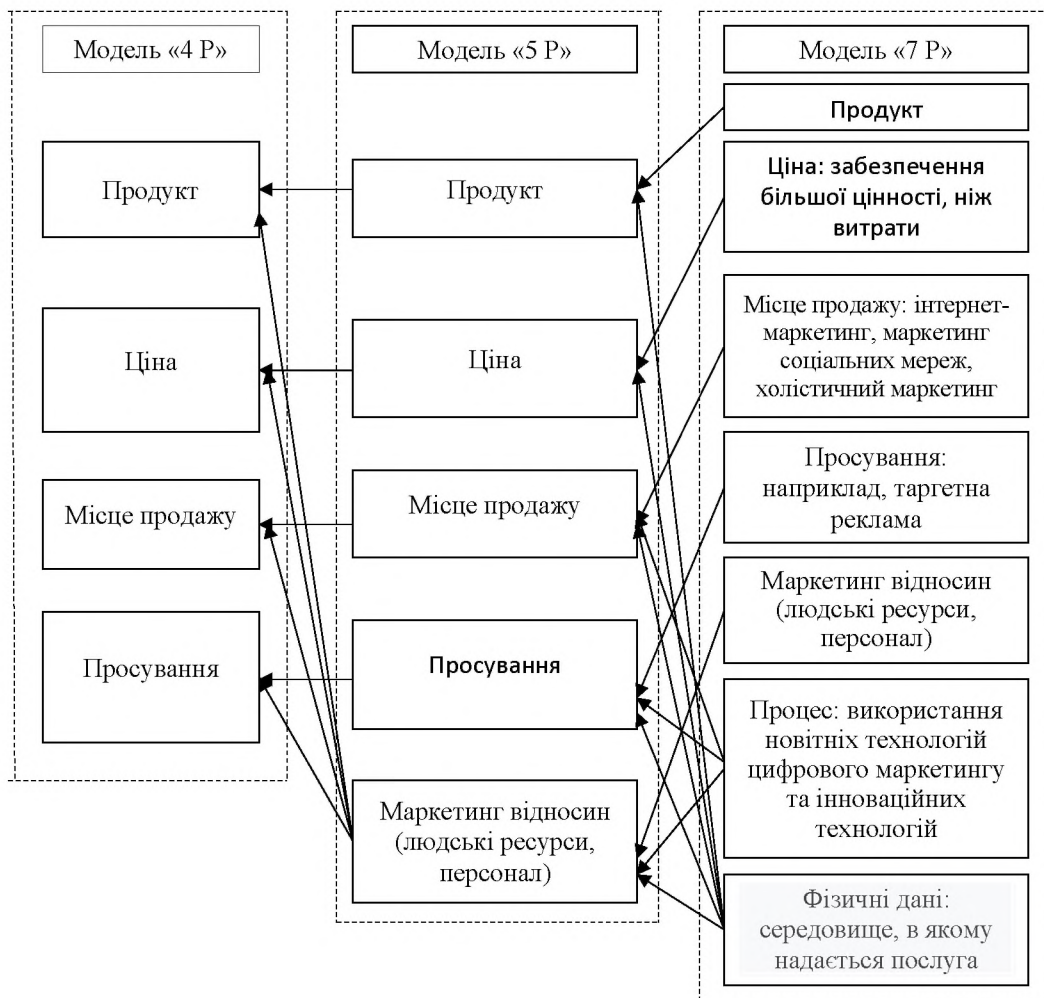 Модель «4 Р»
Продукт
Ціна
Місце продажу
Просування
Модель «5 Р»
Продукт
Ціна
Місце продажу
Просування
Маркетинг відносин
(людські ресурси,
персонал)
Модель «7 Р»
Продукт
Ціна: забезпечення
більшої цінності, ніж
витрати
Місце продажу: інтернет-
маркетинг, маркетинг
соціальних мереж,
холістичний маркетинг
Просування:
наприклад, таргетна
реклама
Маркетинг відносин
(людські ресурси,
персонал)
Процес: використання
новітніх технологій
цифрового маркетингу
та інноваційних
технологій
Фізичні дані:
середовище, в якому
надається послуга